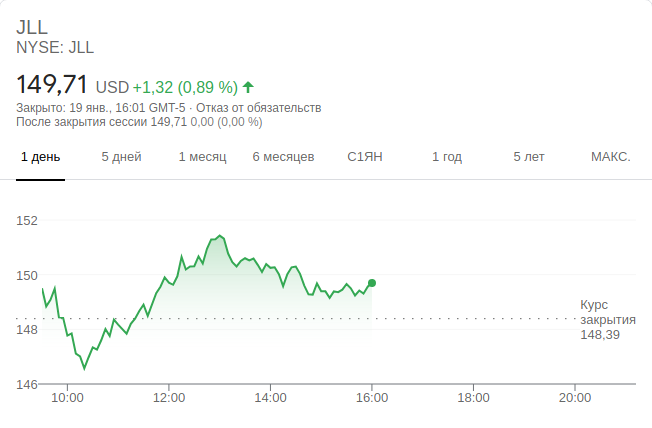 JLL
NYSE: JLL
149,71 USD +1,32 (0,89 %)
Закрыто: 19 янв., 16:01 GMT-5 · Отказ от обязательств
После закрытия сессии 149,71 0,00 (0,00 %)
1 день 5 дней 1 месяц 6 месяцев С1ЯН 1 год 5 лет МАКС.
152
150
148
146
Курс
закрытия
148,39
10:00 12:00 14:00 16:00 18:00 20:00